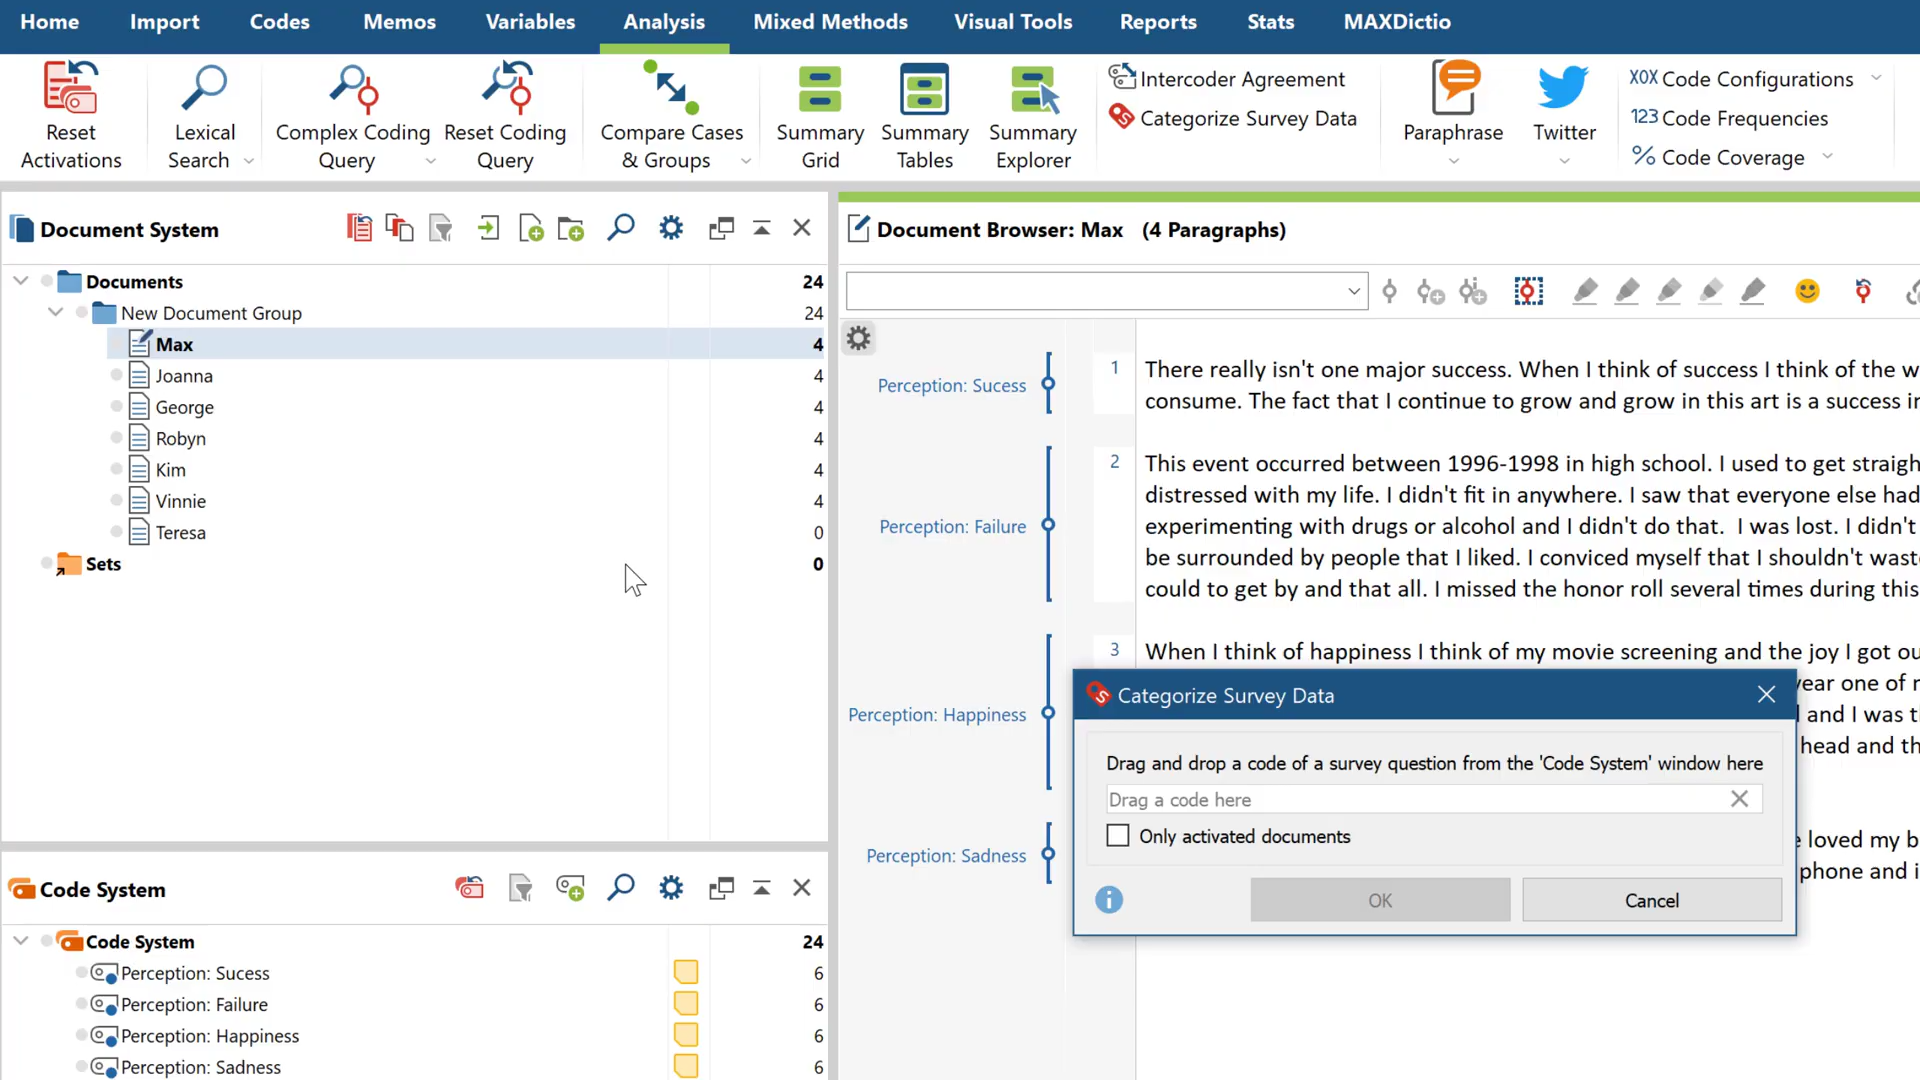 Home Import Codes Memos Variables Analysis Mixed Methods Visual Tools Reports Stats MAXDictio
Reset Activations
Lexical Search
Complex Coding Query
Reset Coding Query
Compare Cases & Groups
Summary Grid
Summary Tables
Summary Explorer
Intercoder Agreement
Categorize Survey Data
Paraphrase
Twitter
XOX Code Configurations
123 Code Frequencies
% Code Coverage
Document System
Documents 24
New Document Group 24
Max 4
Joanna 4
George 4
Robyn 4
Kim 4
Vinnie 4
Teresa 0
Sets 0
Code System
Code System 24
Perception: Sucess 6
Perception: Failure 6
Perception: Happiness 6
Perception: Sadness 6
Document Browser: Max (4 Paragraphs)
Perception: Sucess
Perception: Failure
Perception: Happiness
Perception: Sadness
1 There really isn't one major success. When I think of success I think of the w
consume. The fact that I continue to grow and grow in this art is a success i
2 This event occurred between 1996-1998 in high school. I used to get straigh
distressed with my life. I didn't fit in anywhere. I saw that everyone else had
experimenting with drugs or alcohol and I didn't do that. I was lost. I didn't
be surrounded by people that I liked. I conviced myself that I shouldn't wast
could to get by and that all. I missed the honor roll several times during this
3 When I think of happiness I think of my movie screening and the joy I got ou
year one of
I and I was t
head and th
loved my b
phone and i
Categorize Survey Data
Drag and drop a code of a survey question from the 'Code System' window here
Drag a code here
Only activated documents
OK
Cancel